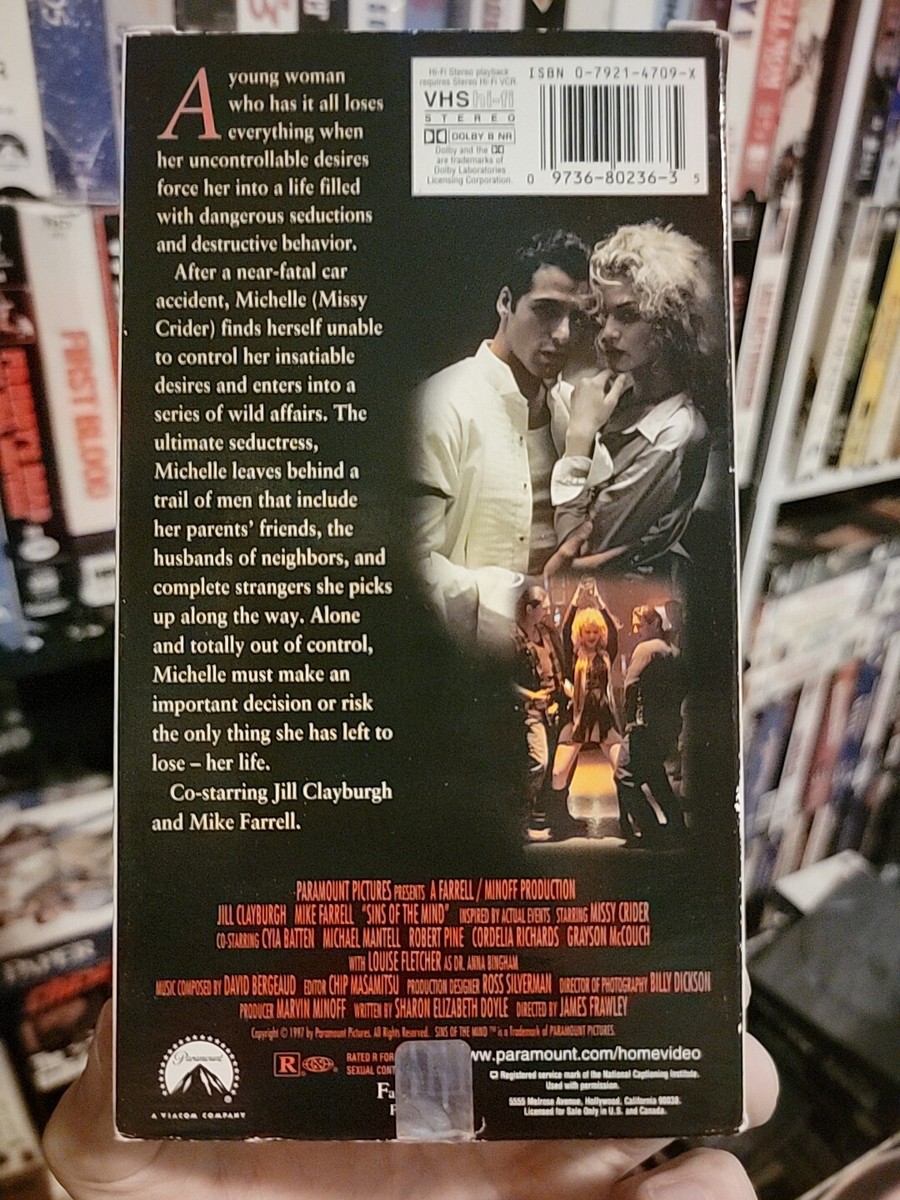 A young woman
who has it all loses
everything when
her uncontrollable desires
force her into a life filled
with dangerous seductions
and destructive behavior.
After a near-fatal car
accident, Michelle (Missy
Crider) finds herself unable
to control her insatiable
desires and enters into a
series of wild affairs. The
ultimate seductress,
Michelle leaves behind a
trail of men that include
her parents' friends, the
husbands of neighbors, and
complete strangers she picks
up along the way. Alone
and totally out of control,
Michelle must make an
important decision or risk
the only thing she has left to
lose – her life.
Co-starring Jill Clayburgh
and Mike Farrell.
Hi-Fi Stereo playback
requires Stereo Hi-Fi VCR.
VHS hi-fi
STEREO
DOLBY B NR
Dolby and the
are trademarks of
Dolby Laboratories
Licensing Corporation.
ISBN 0-7921-4709-X
0 9736-80236-3 5
PARAMOUNT PICTURES PRESENTS A FARRELL / MINOFF PRODUCTION
JILL CLAYBURGH MIKE FARRELL "SINS OF THE MIND" INSPIRED BY ACTUAL EVENTS STARRING MISSY CRIDER
CO-STARRING CYIA BATTEN MICHAEL MANTELL ROBERT PINE CORDELIA RICHARDS GRAYSON McCOUCH
WITH LOUISE FLETCHER AS DR. ANNA BINGHAM
MUSIC COMPOSED BY DAVID BERGEAUD EDITOR CHIP MASAMITSU PRODUCTION DESIGNER ROSS SILVERMAN DIRECTOR OF PHOTOGRAPHY BILLY DICKSON
PRODUCER MARVIN MINOFF WRITTEN BY SHARON ELIZABETH DOYLE DIRECTED BY JAMES FRAWLEY
Copyright © 1997 by Paramount Pictures. All Rights Reserved. SINS OF THE MIND ™ is a Trademark of PARAMOUNT PICTURES.
Paramount
A VIACOM COMPANY
R
RATED R FOR
SEXUAL CONT
Fa
ww.paramount.com/homevideo
Registered service mark of the National Captioning Institute.
Used with permission.
5555 Melrose Avenue, Hollywood, California 90038.
Licensed for Sale Only in U.S. and Canada.
FIRST BLOOD